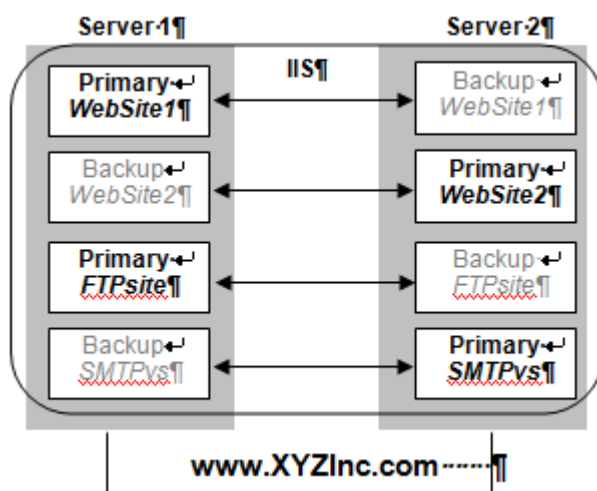 Server·1¶
Server·2¶
IIS¶
Primary·↵
WebSite1¶
Backup↵
WebSite1¶
Backup↵
WebSite2¶
Primary·↵
WebSite2¶
Primary·↵
FTPsite¶
Backup↵
FTPsite¶
Backup↵
SMTPvs¶
Primary·↵
SMTPvs¶
www.XYZInc.com·······¶